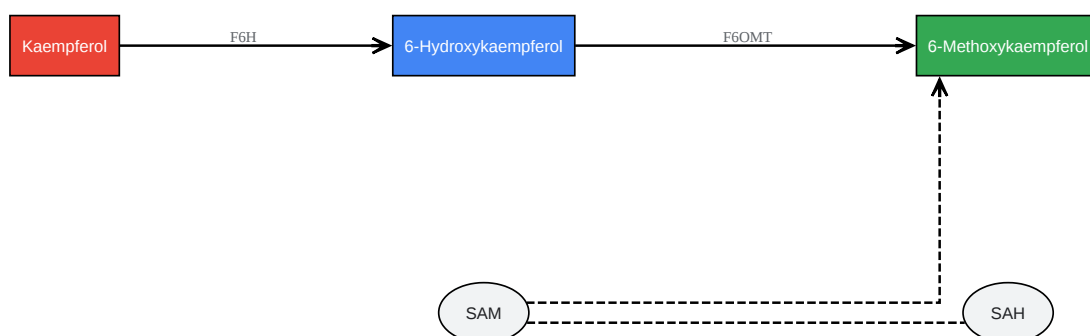 Kaempferol
F6H
6-Hydroxykaempferol
F6OMT
6-Methoxykaempferol
SAM
SAH